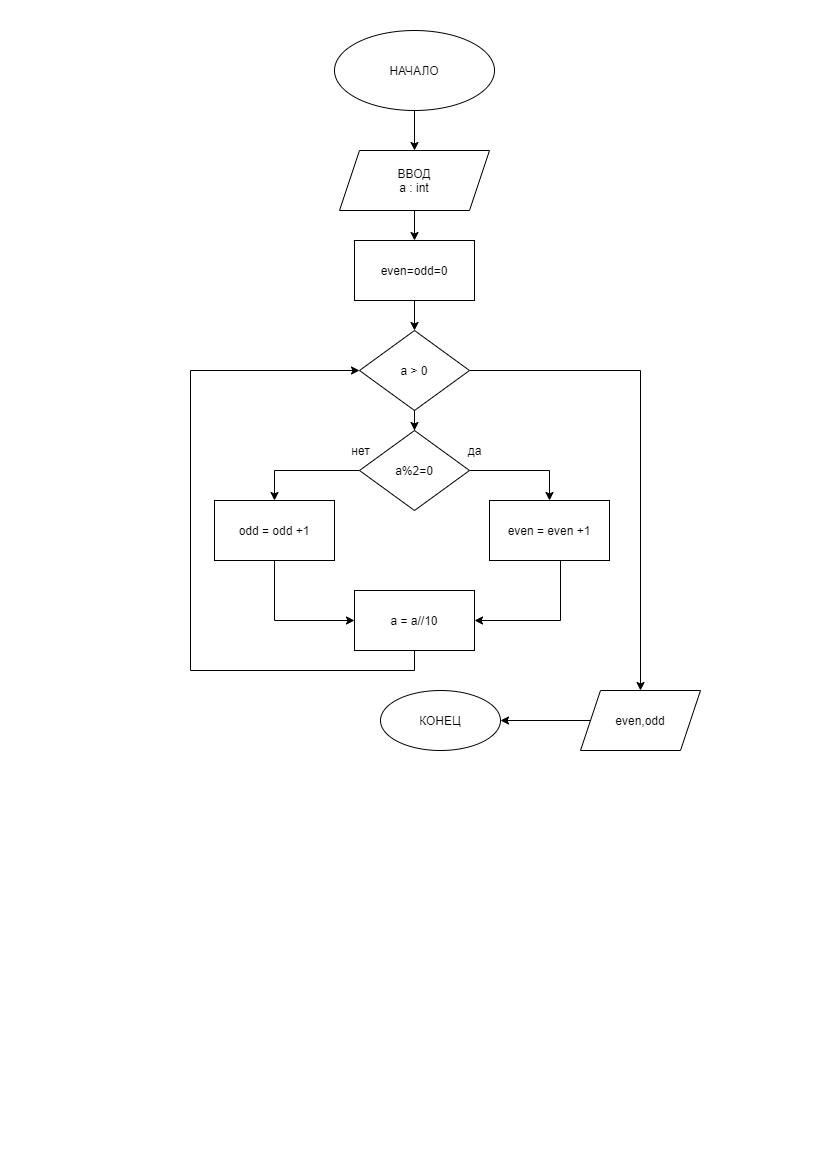 НАЧАЛО
ВВОД
a : int
even=odd=0
a > 0
нет
да
a%2=0
odd = odd +1
even = even +1
a = a//10
КОНЕЦ
even,odd